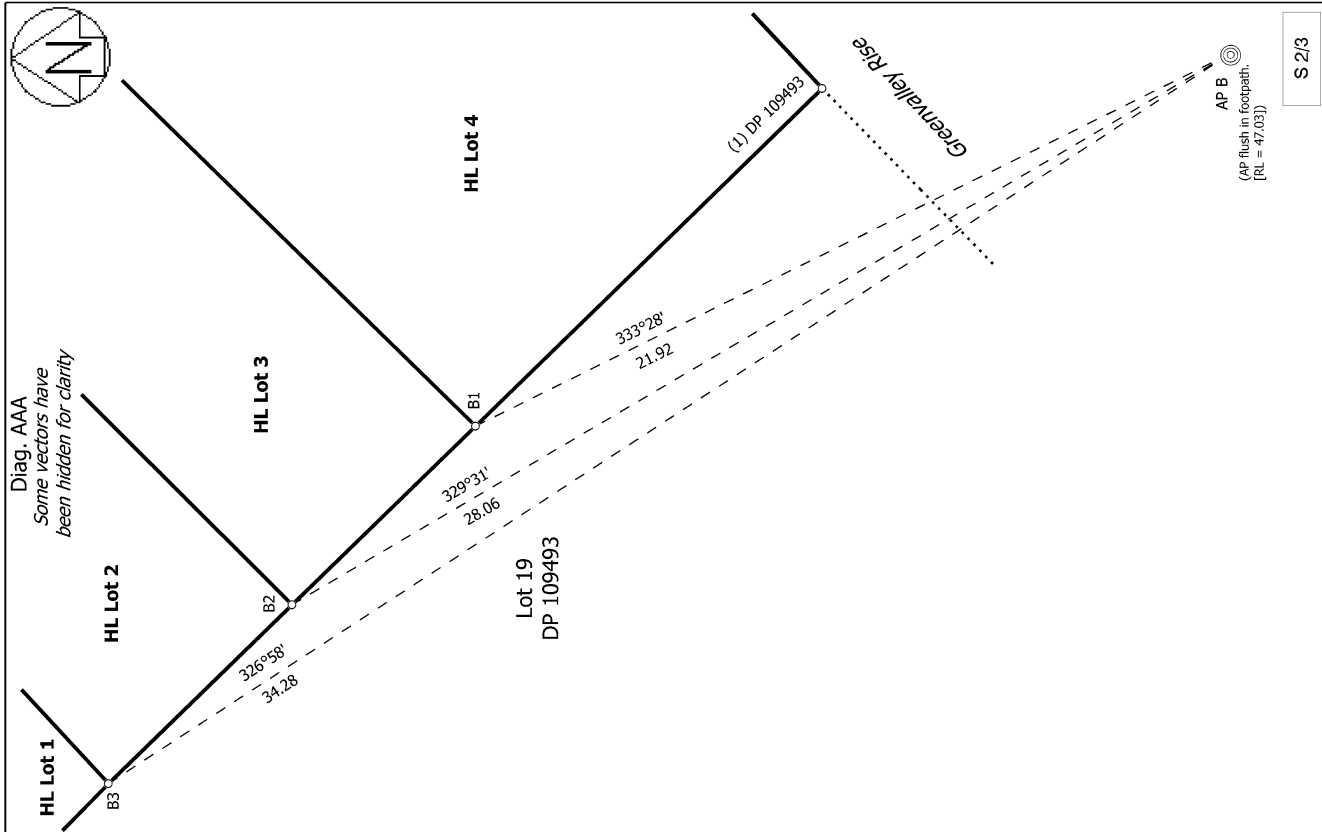 N
Diag. AAA
Some vectors have
been hidden for clarity
HL Lot 4
(1) DP 109493
Greenvalley Rise
AP B
(AP flush in footpath.
[RL = 47.03])
S 2/3
HL Lot 3
B1
333°28'
21.92
HL Lot 2
B2
329°31'
28.06
Lot 19
DP 109493
326°58'
34.28
HL Lot 1
B3